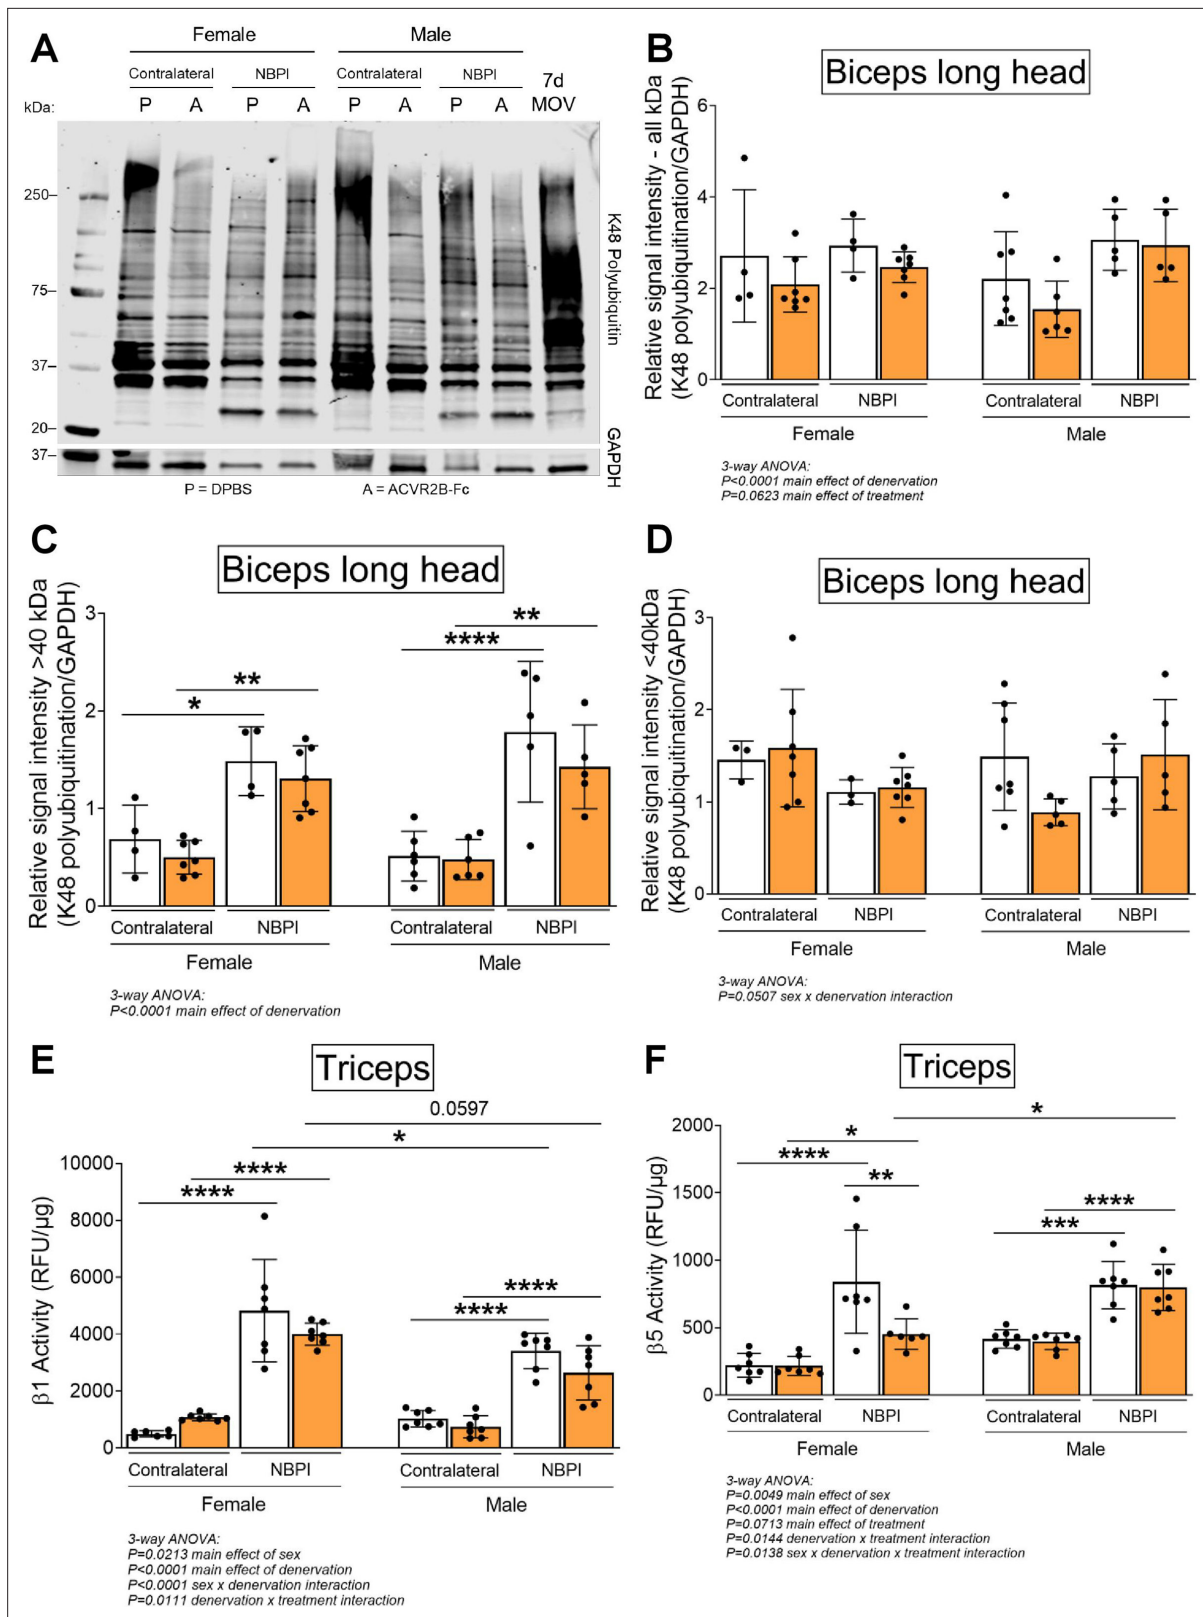 A
Female Male
Contralateral NBPI Contralateral NBPI 7d
kDa: P A P A P A P A MOV
250
75
37
20
37
K48 Polyubiquitin
GAPDH
P = DPBS A = ACVR2B-Fc
B
Biceps long head
Relative signal intensity - all kDa
(K48 polyubiquitination/GAPDH)
6
4
2
0
Contralateral NBPI Contralateral NBPI
Female Male
3-way ANOVA:
P<0.0001 main effect of denervation
P=0.0623 main effect of treatment
C
Biceps long head
Relative signal intensity >40 kDa
(K48 polyubiquitination/GAPDH)
3
2
1
0
** ****
** *
Contralateral NBPI Contralateral NBPI
Female Male
3-way ANOVA:
P<0.0001 main effect of denervation
D
Biceps long head
Relative signal intensity <40kDa
(K48 polyubiquitination/GAPDH)
3
2
1
0
Contralateral NBPI Contralateral NBPI
Female Male
3-way ANOVA:
P=0.0507 sex x denervation interaction
E
Triceps
β1 Activity (RFU/µg)
10000
8000
6000
4000
2000
0
0.0597
*
****
****
****
****
Contralateral NBPI Contralateral NBPI
Female Male
3-way ANOVA:
P=0.0213 main effect of sex
P<0.0001 main effect of denervation
P<0.0001 sex x denervation interaction
P=0.0111 denervation x treatment interaction
F
Triceps
β5 Activity (RFU/µg)
2000
1500
1000
500
0
*
*
****
**
****
***
Contralateral NBPI Contralateral NBPI
Female Male
3-way ANOVA:
P=0.0049 main effect of sex
P<0.0001 main effect of denervation
P=0.0713 main effect of treatment
P=0.0144 denervation x treatment interaction
P=0.0138 sex x denervation x treatment interaction